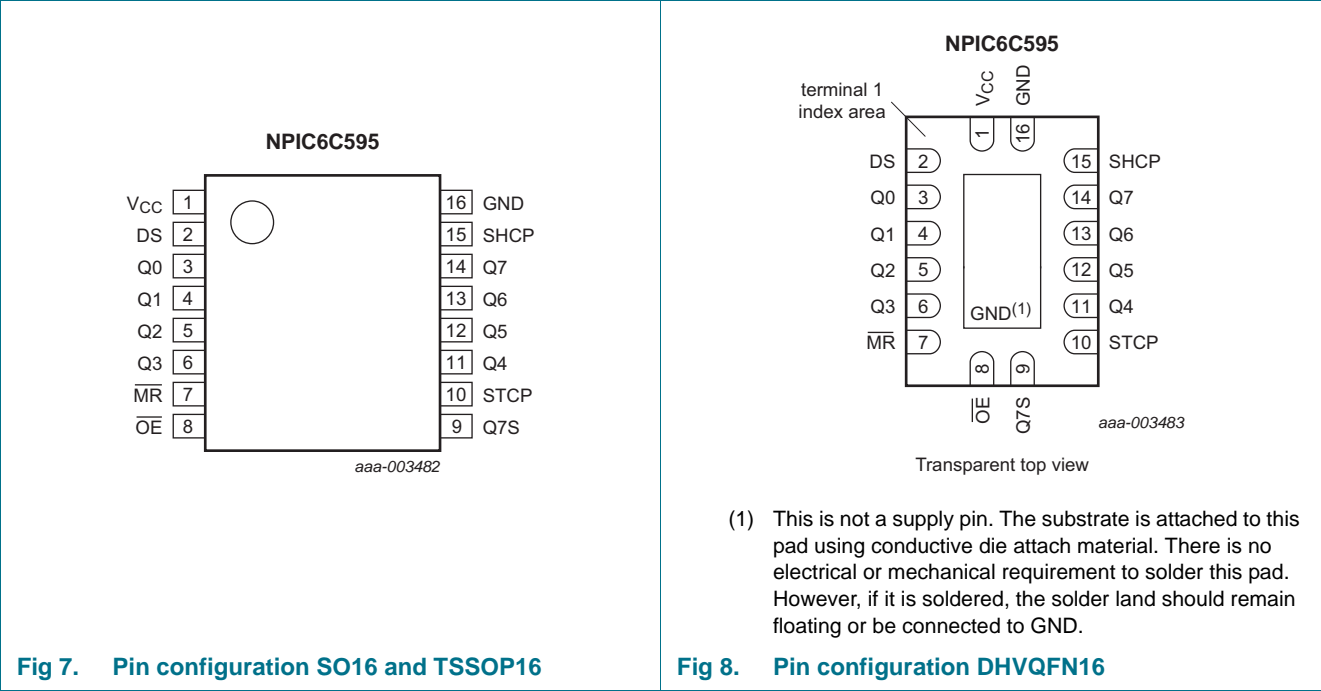 NPIC6C595
VCC 1
DS 2
Q0 3
Q1 4
Q2 5
Q3 6
MR 7
OE 8
16 GND
15 SHCP
14 Q7
13 Q6
12 Q5
11 Q4
10 STCP
9 Q7S
aaa-003482
Fig 7. Pin configuration SO16 and TSSOP16
NPIC6C595
terminal 1
index area
VCC
GND
1
16
DS 2
Q0 3
Q1 4
Q2 5
Q3 6
MR 7
15 SHCP
14 Q7
13 Q6
12 Q5
11 Q4
10 STCP
GND(1)
8
9
OE
Q7S
aaa-003483
Transparent top view
(1) This is not a supply pin. The substrate is attached to this
pad using conductive die attach material. There is no
electrical or mechanical requirement to solder this pad.
However, if it is soldered, the solder land should remain
floating or be connected to GND.
Fig 8. Pin configuration DHVQFN16